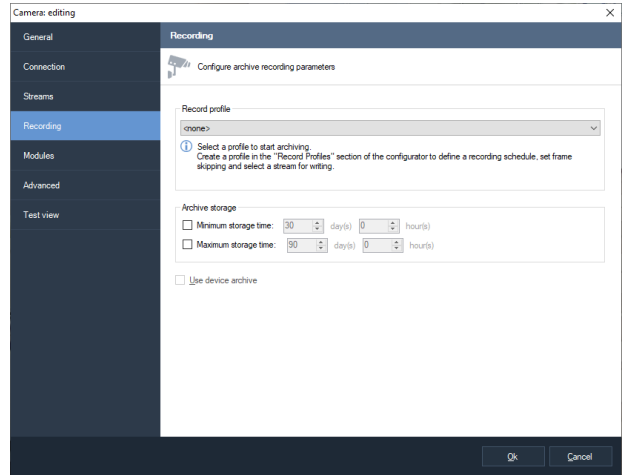 Camera: editing
General
Connection
Streams
Recording
Modules
Advanced
Test view
Recording
Configure archive recording parameters
Record profile
<none>
Select a profile to start archiving.
Create a profile in the "Record Profiles" section of the configurator to define a recording schedule, set frame
skipping and select a stream for writing.
Archive storage
Minimum storage time: 30 day(s) 0 hour(s)
Maximum storage time: 90 day(s) 0 hour(s)
Use device archive
Ok Cancel